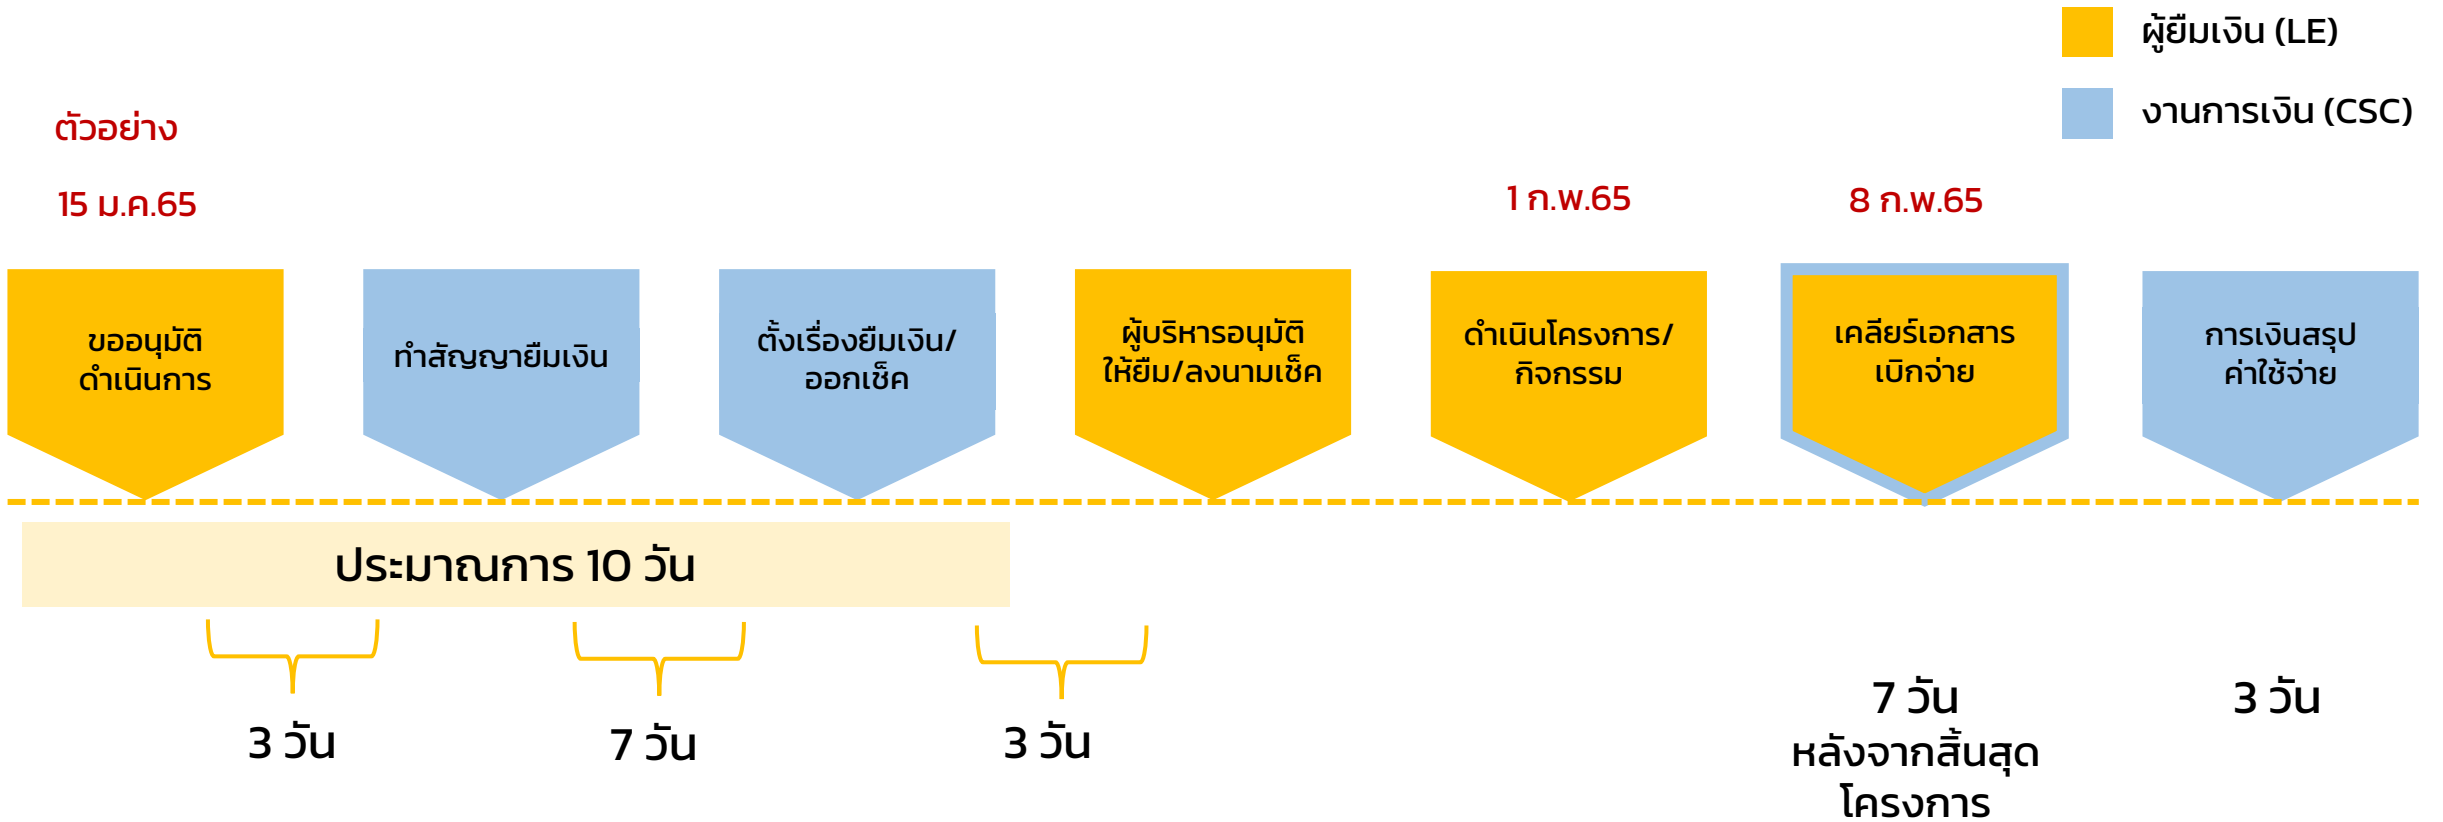 ผู้ยืมเงิน (LE)
งานการเงิน (CSC)
ตัวอย่าง
15 ม.ค.65
1 ก.พ.65
8 ก.พ.65
ขออนุมัติ
ดำเนินการ
ทำสัญญายืมเงิน
ตั้งเรื่องยืมเงิน/
ออกเช็ค
ผู้บริหารอนุมัติ
ให้ยืม/ลงนามเช็ค
ดำเนินโครงการ/
กิจกรรม
เคลียร์เอกสาร
เบิกจ่าย
การเงินสรุป
ค่าใช้จ่าย
ประมาณการ 10 วัน
3 วัน
7 วัน
3 วัน
7 วัน
หลังจากสิ้นสุด
โครงการ
3 วัน